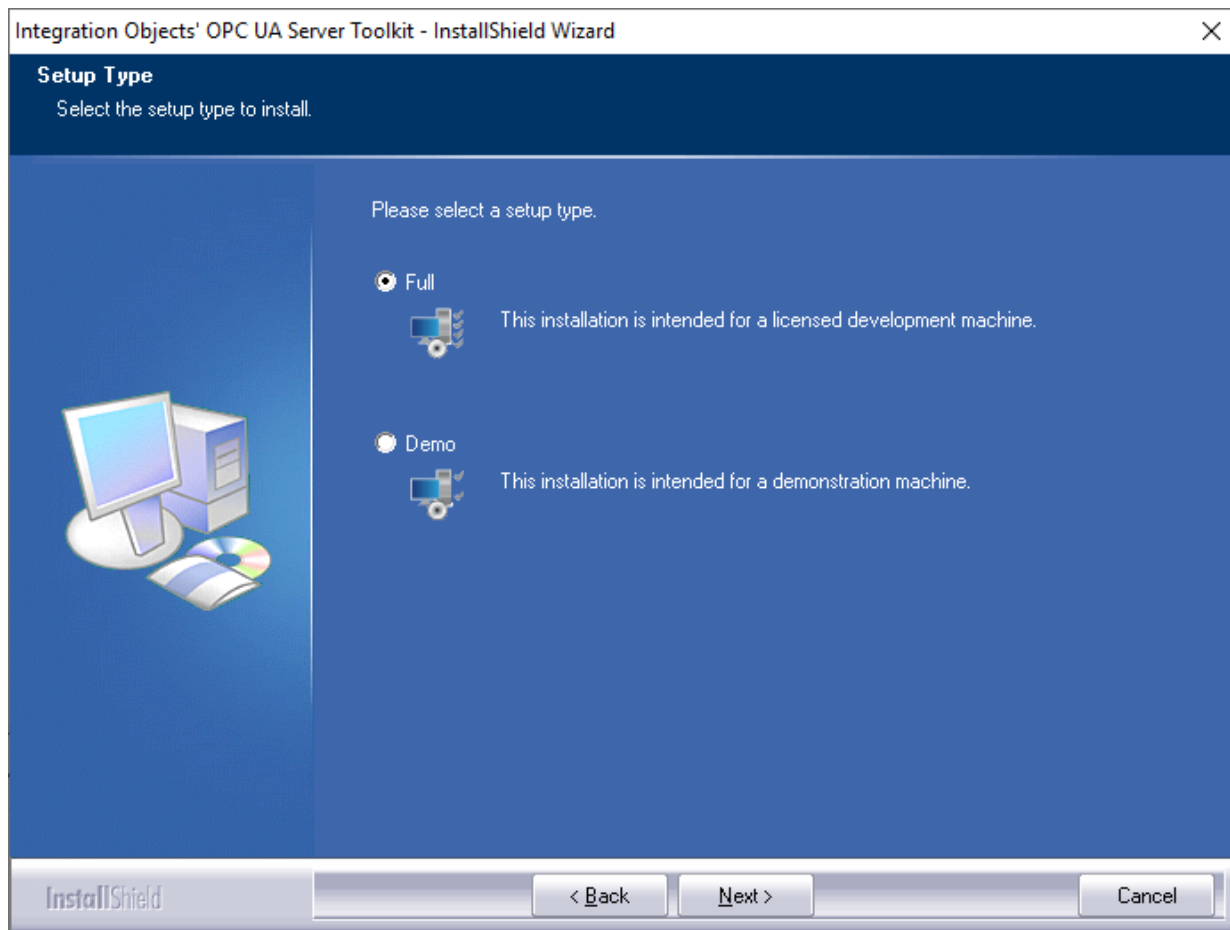 Integration Objects' OPC UA Server Toolkit - InstallShield Wizard
Setup Type
Select the setup type to install.
Please select a setup type.
Full
This installation is intended for a licensed development machine.
Demo
This installation is intended for a demonstration machine.
InstallShield
< Back
Next >
Cancel